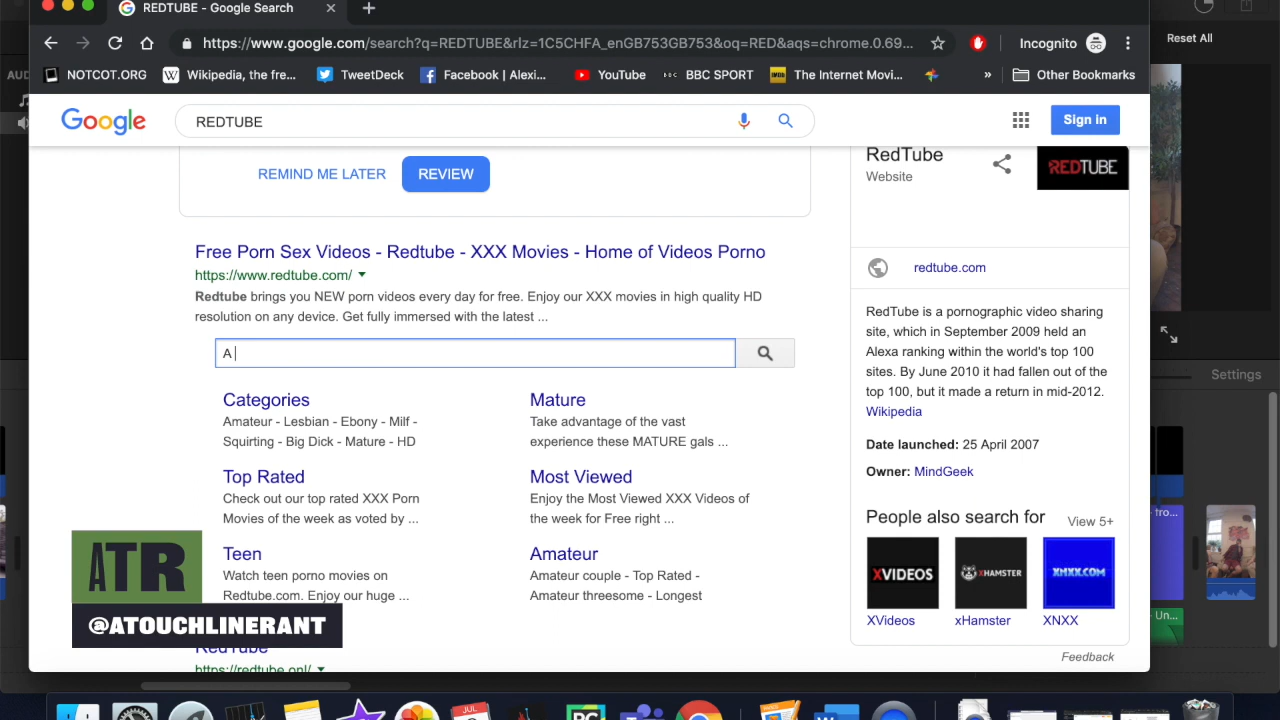 REDTUBE - Google Search
https://www.google.com/search?q=REDTUBE&rlz=1C5CHFA_enGB753GB753&oq=RED&aqs=chrome.0.69...
Incognito
Reset All
NOTCOT.ORG
Wikipedia, the fre...
TweetDeck
Facebook | Alexi...
YouTube
BBC SPORT
The Internet Movi...
»
Other Bookmarks
AUD
Google
REDTUBE
Sign in
REMIND ME LATER
REVIEW
RedTube
Website
REDTUBE
Free Porn Sex Videos - Redtube - XXX Movies - Home of Videos Porno
https://www.redtube.com/
Redtube brings you NEW porn videos every day for free. Enjoy our XXX movies in high quality HD
resolution on any device. Get fully immersed with the latest ...
A
Categories
Amateur - Lesbian - Ebony - Milf -
Squirting - Big Dick - Mature - HD
Mature
Take advantage of the vast
experience these MATURE gals ...
Top Rated
Check out our top rated XXX Porn
Movies of the week as voted by ...
Most Viewed
Enjoy the Most Viewed XXX Videos of
the week for Free right ...
Teen
Watch teen porno movies on
Redtube.com. Enjoy our huge ...
Amateur
Amateur couple - Top Rated -
Amateur threesome - Longest
RedTube
https://redtube.onl/
redtube.com
RedTube is a pornographic video sharing
site, which in September 2009 held an
Alexa ranking within the world's top 100
sites. By June 2010 it had fallen out of the
top 100, but it made a return in mid-2012.
Wikipedia
Date launched: 25 April 2007
Owner: MindGeek
People also search for
View 5+
XVIDEOS
XHAMSTER
XNXX.COM
XVideos
xHamster
XNXX
Feedback
Settings
ATR
@ATOUCHLINERANT
JUL